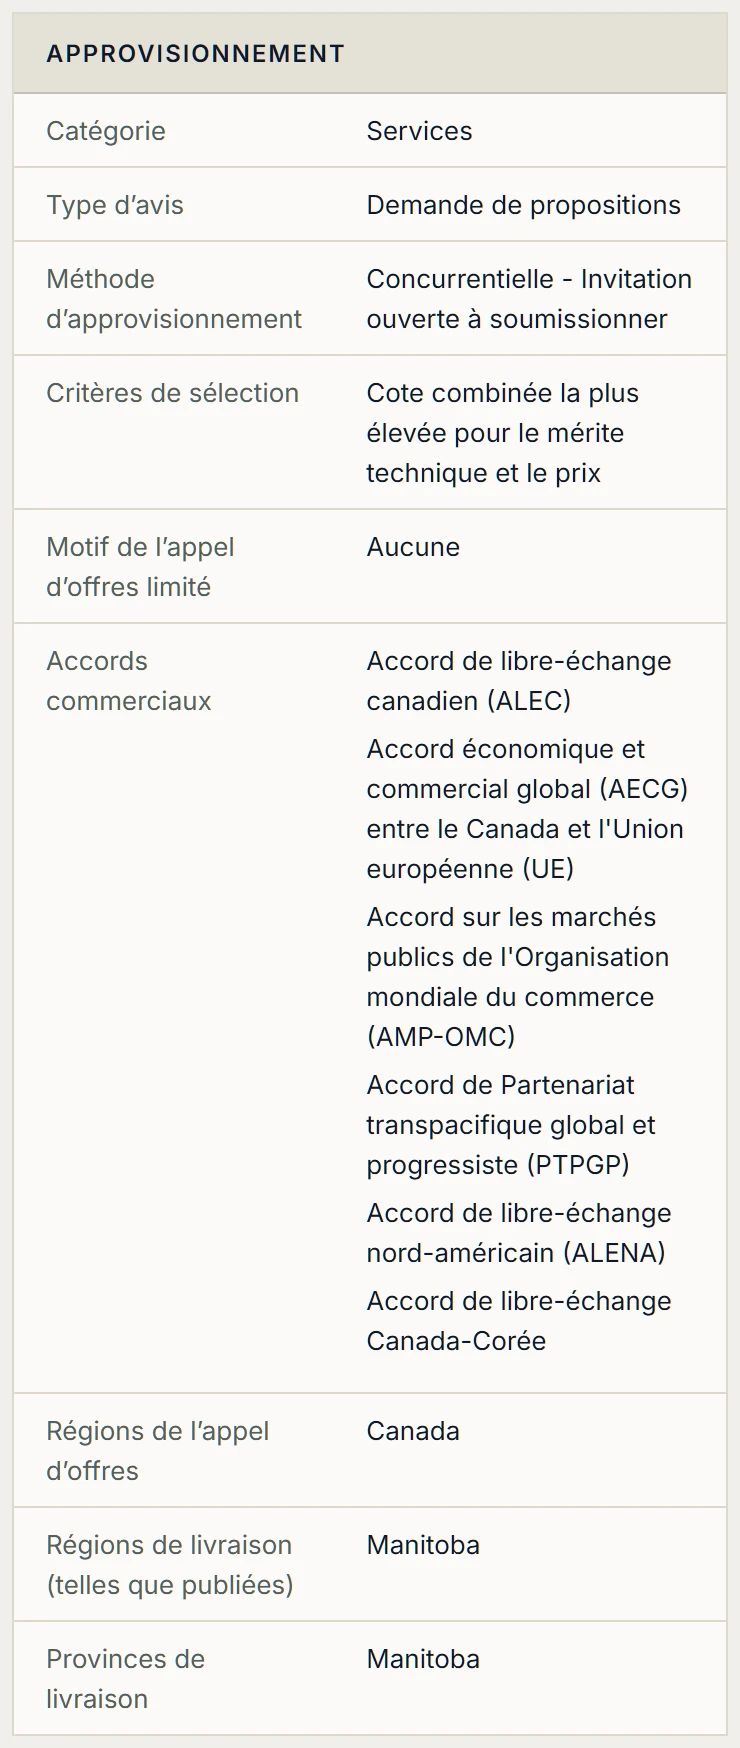 APPROVISIONNEMENT
Catégorie
Services
Type d’avis
Demande de propositions
Méthode
d’approvisionnement
Concurrentielle - Invitation
ouverte à soumissionner
Critères de sélection
Cote combinée la plus
élevée pour le mérite
technique et le prix
Motif de l’appel
d’offres limité
Aucune
Accords
commerciaux
Accord de libre-échange
canadien (ALEC)
Accord économique et
commercial global (AECG)
entre le Canada et l'Union
européenne (UE)
Accord sur les marchés
publics de l'Organisation
mondiale du commerce
(AMP-OMC)
Accord de Partenariat
transpacifique global et
progressiste (PTPGP)
Accord de libre-échange
nord-américain (ALENA)
Accord de libre-échange
Canada-Corée
Régions de l’appel
d’offres
Canada
Régions de livraison
(telles que publiées)
Manitoba
Provinces de
livraison
Manitoba